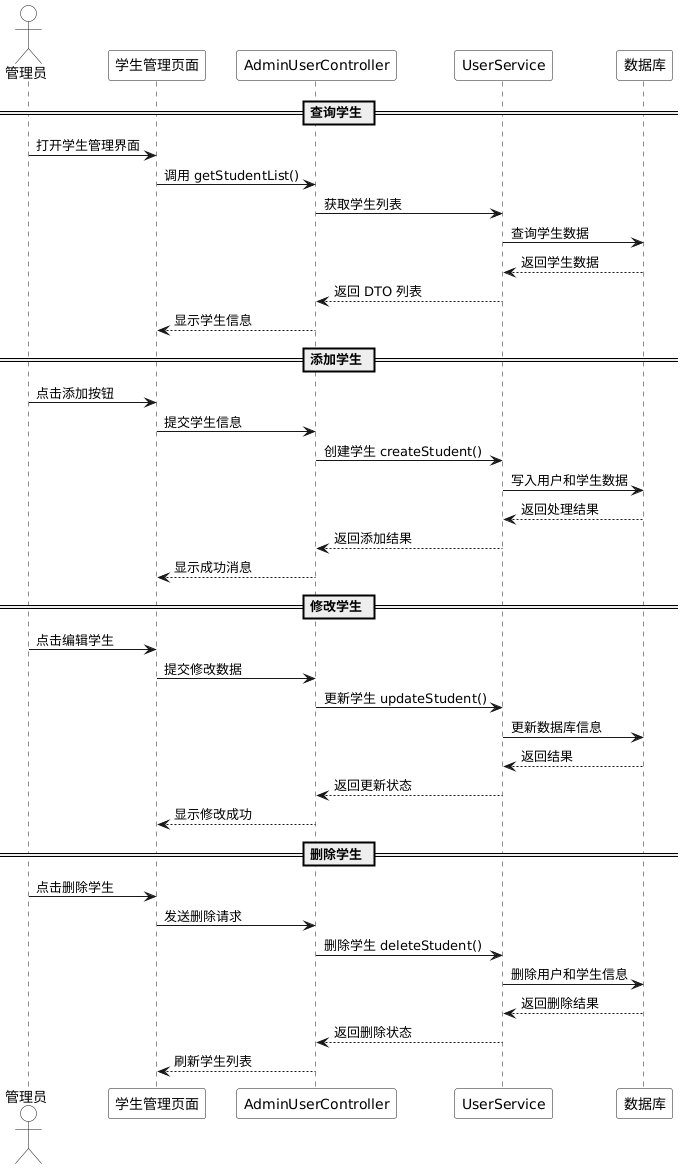 管理员
学生管理页面
AdminUserController
UserService
数据库
查询学生
打开学生管理界面
调用 getStudentList()
获取学生列表
查询学生数据
返回学生数据
返回 DTO 列表
显示学生信息
添加学生
点击添加按钮
提交学生信息
创建学生 createStudent()
写入用户和学生数据
返回处理结果
返回添加结果
显示成功消息
修改学生
点击编辑学生
提交修改数据
更新学生 updateStudent()
更新数据库信息
返回结果
返回更新状态
显示修改成功
删除学生
点击删除学生
发送删除请求
删除学生 deleteStudent()
删除用户和学生信息
返回删除结果
返回删除状态
刷新学生列表
管理员
学生管理页面
AdminUserController
UserService
数据库